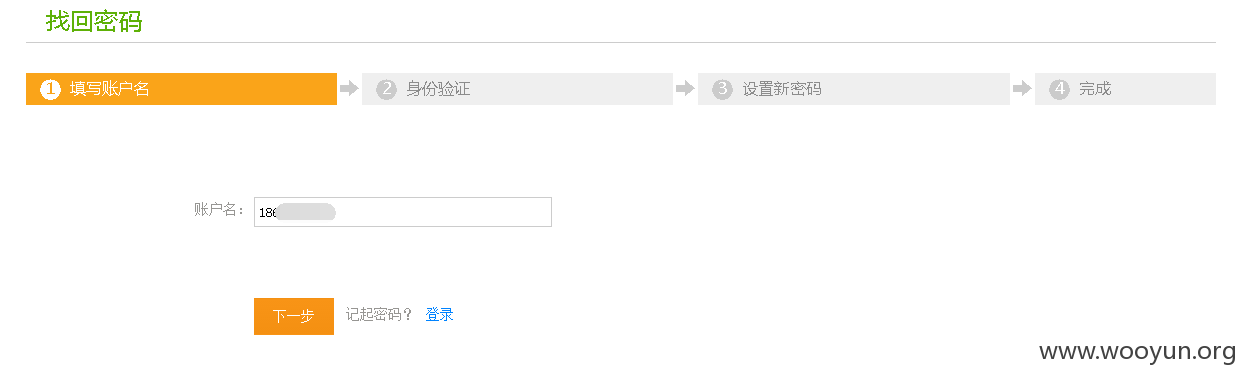 找回密码
1 填写账户名 2 身份验证 3 设置新密码 4 完成
账户名： 186
下一步 记起密码？ 登录
www.wooyun.org